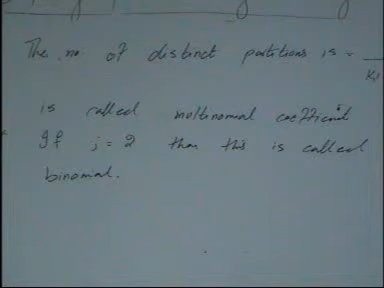 The no of distinct partitions is =
is called multinomial coefficient
If j = 2 then this is called
binomial.